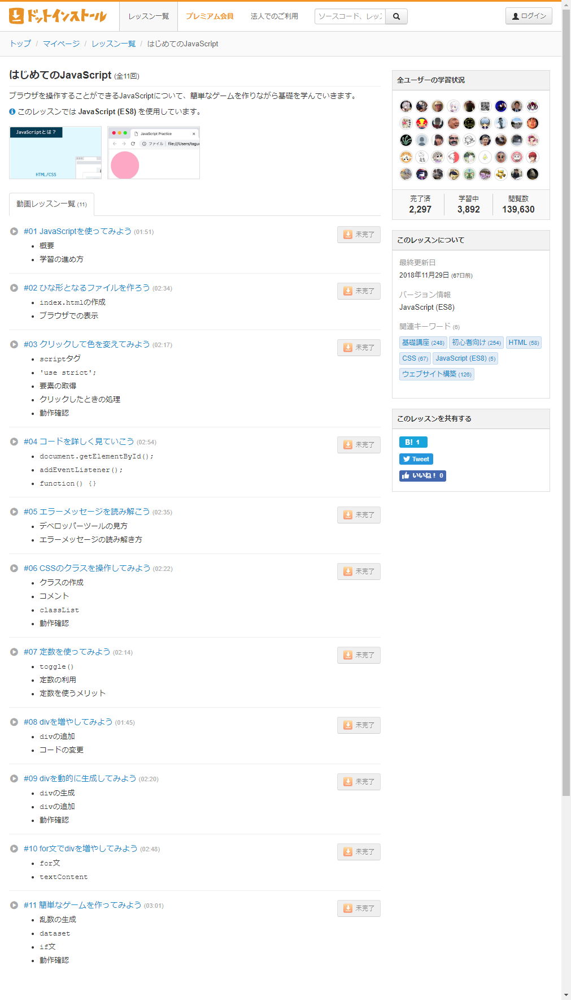 ドットインストール
レッスン一覧
プレミアム会員
法人でのご利用
ソースコード、レッ
ログイン
トップ / マイページ / レッスン一覧 / はじめてのJavaScript
はじめてのJavaScript (全11回)
ブラウザを操作することができるJavaScriptについて、簡単なゲームを作りながら基礎を学んでいきます。
このレッスンでは JavaScript (ES8) を使用しています。
JavaScriptとは？
HTML/CSS
JavaScript Practice
ファイル file:///Users/tague
動画レッスン一覧 (11)
#01 JavaScriptを使ってみよう (01:51)
未完了
概要
学習の進め方
#02 ひな形となるファイルを作ろう (02:34)
未完了
index.htmlの作成
ブラウザでの表示
#03 クリックして色を変えてみよう (02:17)
未完了
scriptタグ
'use strict';
要素の取得
クリックしたときの処理
動作確認
#04 コードを詳しく見ていこう (02:54)
未完了
document.getElementById();
addEventListener();
function() {}
#05 エラーメッセージを読み解こう (02:35)
未完了
デベロッパーツールの見方
エラーメッセージの読み解き方
#06 CSSのクラスを操作してみよう (02:22)
未完了
クラスの作成
コメント
classList
動作確認
#07 定数を使ってみよう (02:14)
未完了
toggle()
定数の利用
定数を使うメリット
#08 divを増やしてみよう (01:45)
未完了
divの追加
コードの変更
#09 divを動的に生成してみよう (02:20)
未完了
divの生成
divの追加
動作確認
#10 for文でdivを増やしてみよう (02:48)
未完了
for文
textContent
#11 簡単なゲームを作ってみよう (03:01)
未完了
乱数の生成
dataset
if文
動作確認
全ユーザーの学習状況
完了済 学習中 閲覧数
2,297 3,892 139,630
このレッスンについて
最終更新日
2018年11月29日 (67日前)
バージョン情報
JavaScript (ES8)
関連キーワード (6)
基礎講座 (248) 初心者向け (254) HTML (58)
CSS (67) JavaScript (ES8) (5)
ウェブサイト構築 (126)
このレッスンを共有する
B! 1
Tweet
いいね！ 0